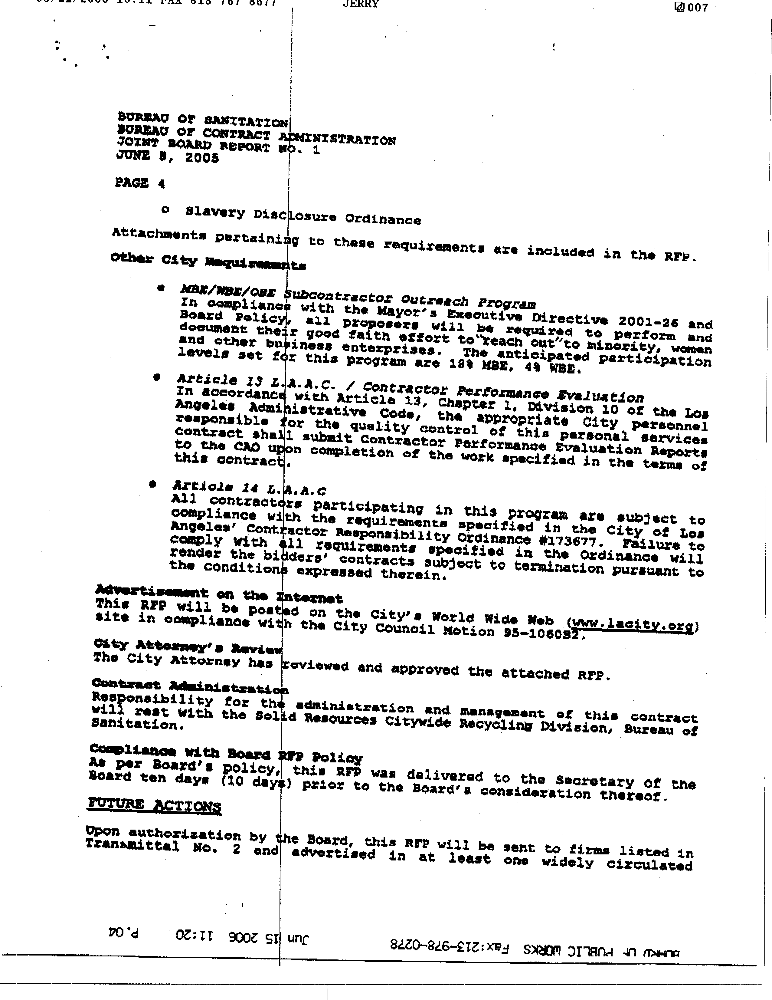 FAX 818 767 8677 JERRY 007
BUREAU OF SANITATION
BUREAU OF CONTRACT ADMINISTRATION
JOINT BOARD REPORT NO. 1
JUNE 8, 2005
PAGE 4
o Slavery Disclosure Ordinance
Attachments pertaining to these requirements are included in the RFP.
Other City Requirements
• MBE/WBE/OBE Subcontractor Outreach Program
In compliance with the Mayor's Executive Directive 2001-26 and
Board Policy, all proposers will be required to perform and
document their good faith effort to "reach out" to minority, women
and other business enterprises. The anticipated participation
levels set for this program are 18% MBE, 4% WBE.
• Article 13 L.A.A.C. / Contractor Performance Evaluation
In accordance with Article 13, Chapter 1, Division 10 of the Los
Angeles Administrative Code, the appropriate City personnel
responsible for the quality control of this personal services
contract shall submit Contractor Performance Evaluation Reports
to the CAO upon completion of the work specified in the terms of
this contract.
• Article 14 L.A.A.C
All contractors participating in this program are subject to
compliance with the requirements specified in the City of Los
Angeles' Contractor Responsibility Ordinance #173677. Failure to
comply with all requirements specified in the Ordinance will
render the bidders' contracts subject to termination pursuant to
the conditions expressed therein.
Advertisement on the Internet
This RFP will be posted on the City's World Wide Web (www.lacity.org)
site in compliance with the City Council Motion 95-1060S2.
City Attorney's Review
The City Attorney has reviewed and approved the attached RFP.
Contract Administration
Responsibility for the administration and management of this contract
will rest with the Solid Resources Citywide Recycling Division, Bureau of
Sanitation.
Compliance with Board RFP Policy
As per Board's policy, this RFP was delivered to the Secretary of the
Board ten days (10 days) prior to the Board's consideration thereof.
FUTURE ACTIONS
Upon authorization by the Board, this RFP will be sent to firms listed in
Transmittal No. 2 and advertised in at least one widely circulated
BOARD OF PUBLIC WORKS Fax:213-978-0278 Jun 15 2006 11:20 P.04